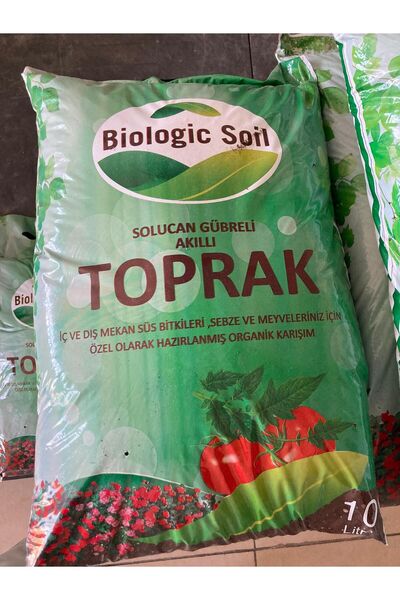 Biologic Soil
SOLUCAN GÜBRELİ
AKILLI
TOPRAK
İÇ VE DIŞ MEKAN SÜS BİTKİLERİ ,SEBZE VE MEYVELERİNİZ İÇİN
ÖZEL OLARAK HAZIRLANMIŞ ORGANİK KARIŞIM
10
Biologic